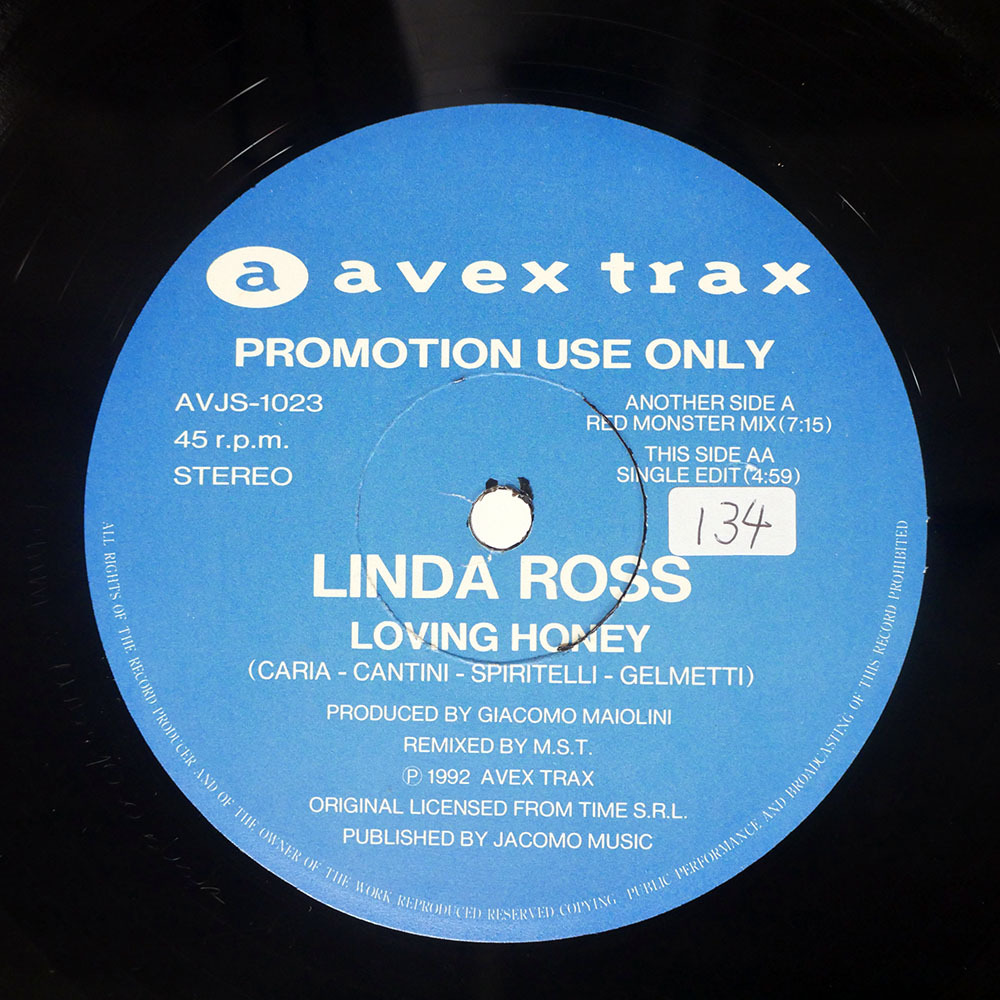 a avex trax
PROMOTION USE ONLY
AVJS-1023
45 r.p.m.
STEREO
ANOTHER SIDE A
RED MONSTER MIX(7:15)
THIS SIDE AA
SINGLE EDIT(4:59)
134
LINDA ROSS
LOVING HONEY
(CARIA - CANTINI - SPIRITELLI - GELMETTI)
PRODUCED BY GIACOMO MAIOLINI
REMIXED BY M.S.T.
℗ 1992 AVEX TRAX
ORIGINAL LICENSED FROM TIME S.R.L.
PUBLISHED BY JACOMO MUSIC
ALL RIGHTS OF THE RECORD PRODUCER AND OF THE OWNER OF THE WORK REPRODUCED RESERVED COPYING. PUBLIC PERFORMANCE AND BROADCASTING OF THIS RECORD PROHIBITED